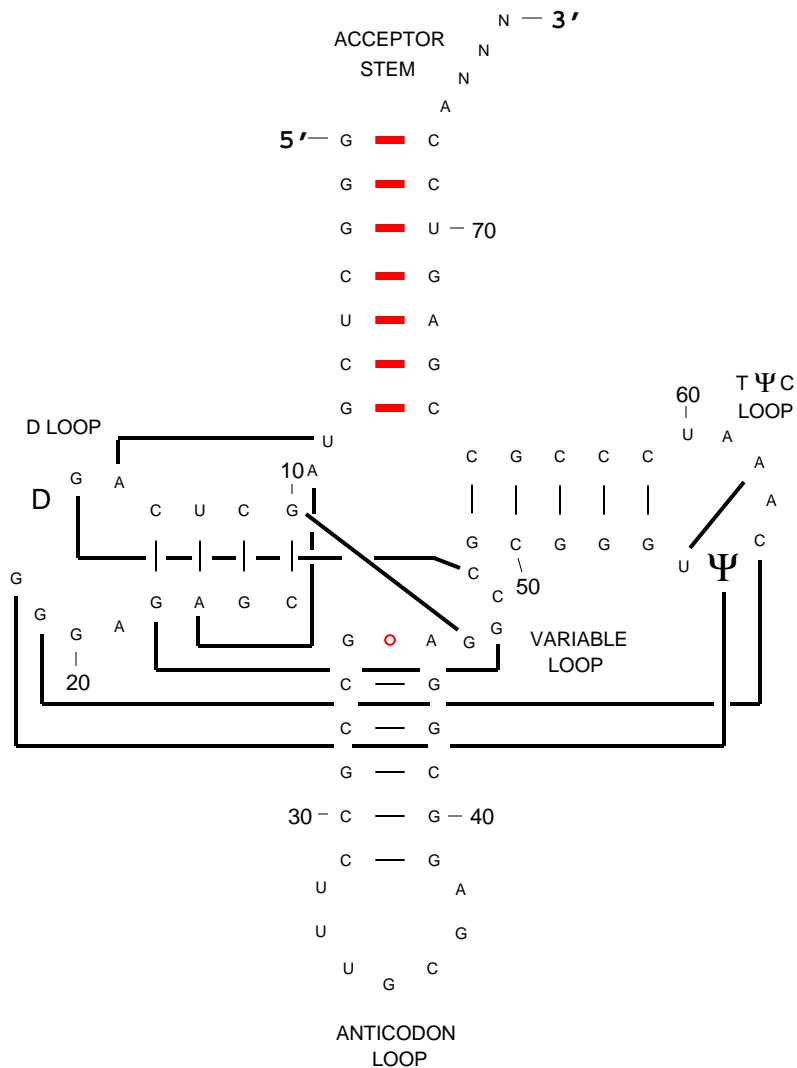 N — 3'
ACCEPTOR
STEM
N
N
A
5' — G C
G C
G U — 70
C G
U A
C G
G C
T Ψ C
LOOP
60
D LOOP
U
U A
C G C C C
A
G A
10
A
D
C U C G
A
G C G G G U Ψ C
50
G
C C
G A G A G C
G
G
20
G A G G
VARIABLE
LOOP
C G
C G
G C
30 — C G — 40
C G
U A
U G
U C
G
ANTICODON
LOOP